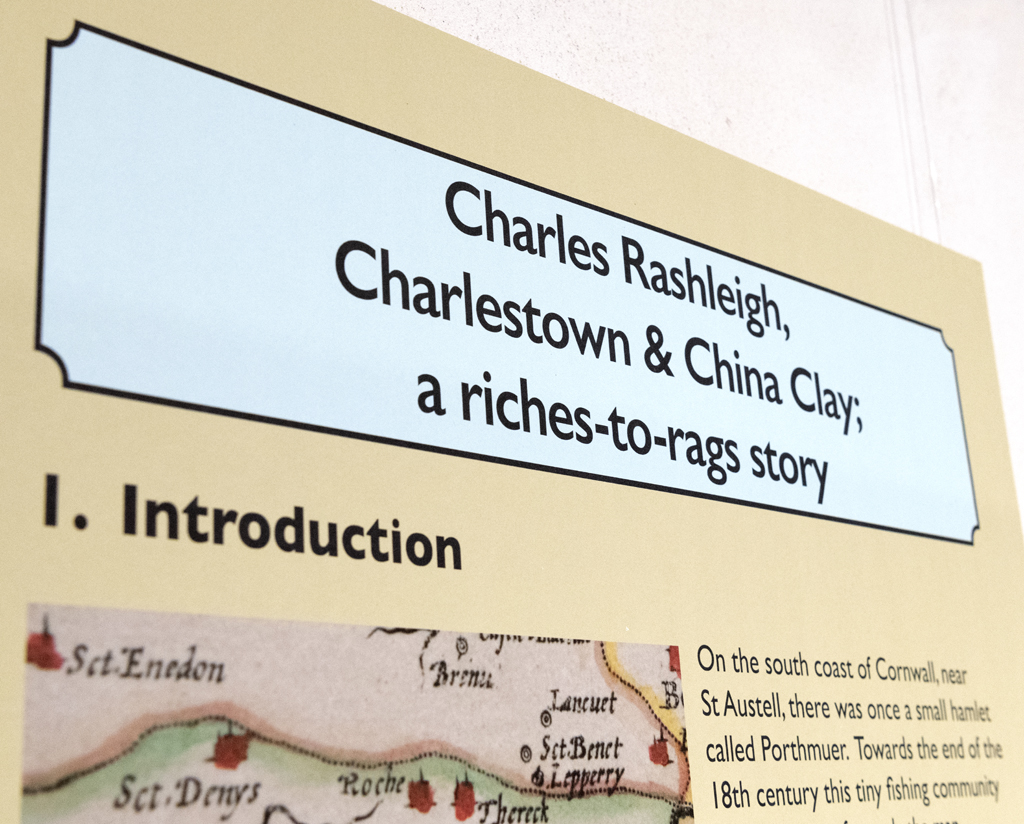 Charles Rashleigh,
Charlestown & China Clay;
a riches-to-rags story
1. Introduction
Sct. Enedon
Brenu
Lancuet
Sct. Benet
Lepperry
Sct. Denys
Roche
Thereck
On the south coast of Cornwall, near
St Austell, there was once a small hamlet
called Porthmuer. Towards the end of the
18th century this tiny fishing community